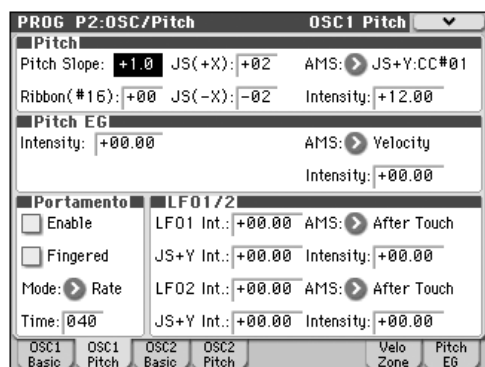 PROG P2:OSC/Pitch OSC1 Pitch
Pitch
Pitch Slope: +1.0 JS(+X): +02 AMS: JS+Y:CC#01
Ribbon(#16): +00 JS(-X): -02 Intensity: +12.00
Pitch EG
Intensity: +00.00 AMS: Velocity
Intensity: +00.00
Portamento LFO1/2
Enable LFO1 Int.: +00.00 AMS: After Touch
Fingered JS+Y Int.: +00.00 Intensity: +00.00
Mode: Rate LFO2 Int.: +00.00 AMS: After Touch
Time: 040 JS+Y Int.: +00.00 Intensity: +00.00
OSC1 Basic OSC1 Pitch OSC2 Basic OSC2 Pitch Velo Zone Pitch EG